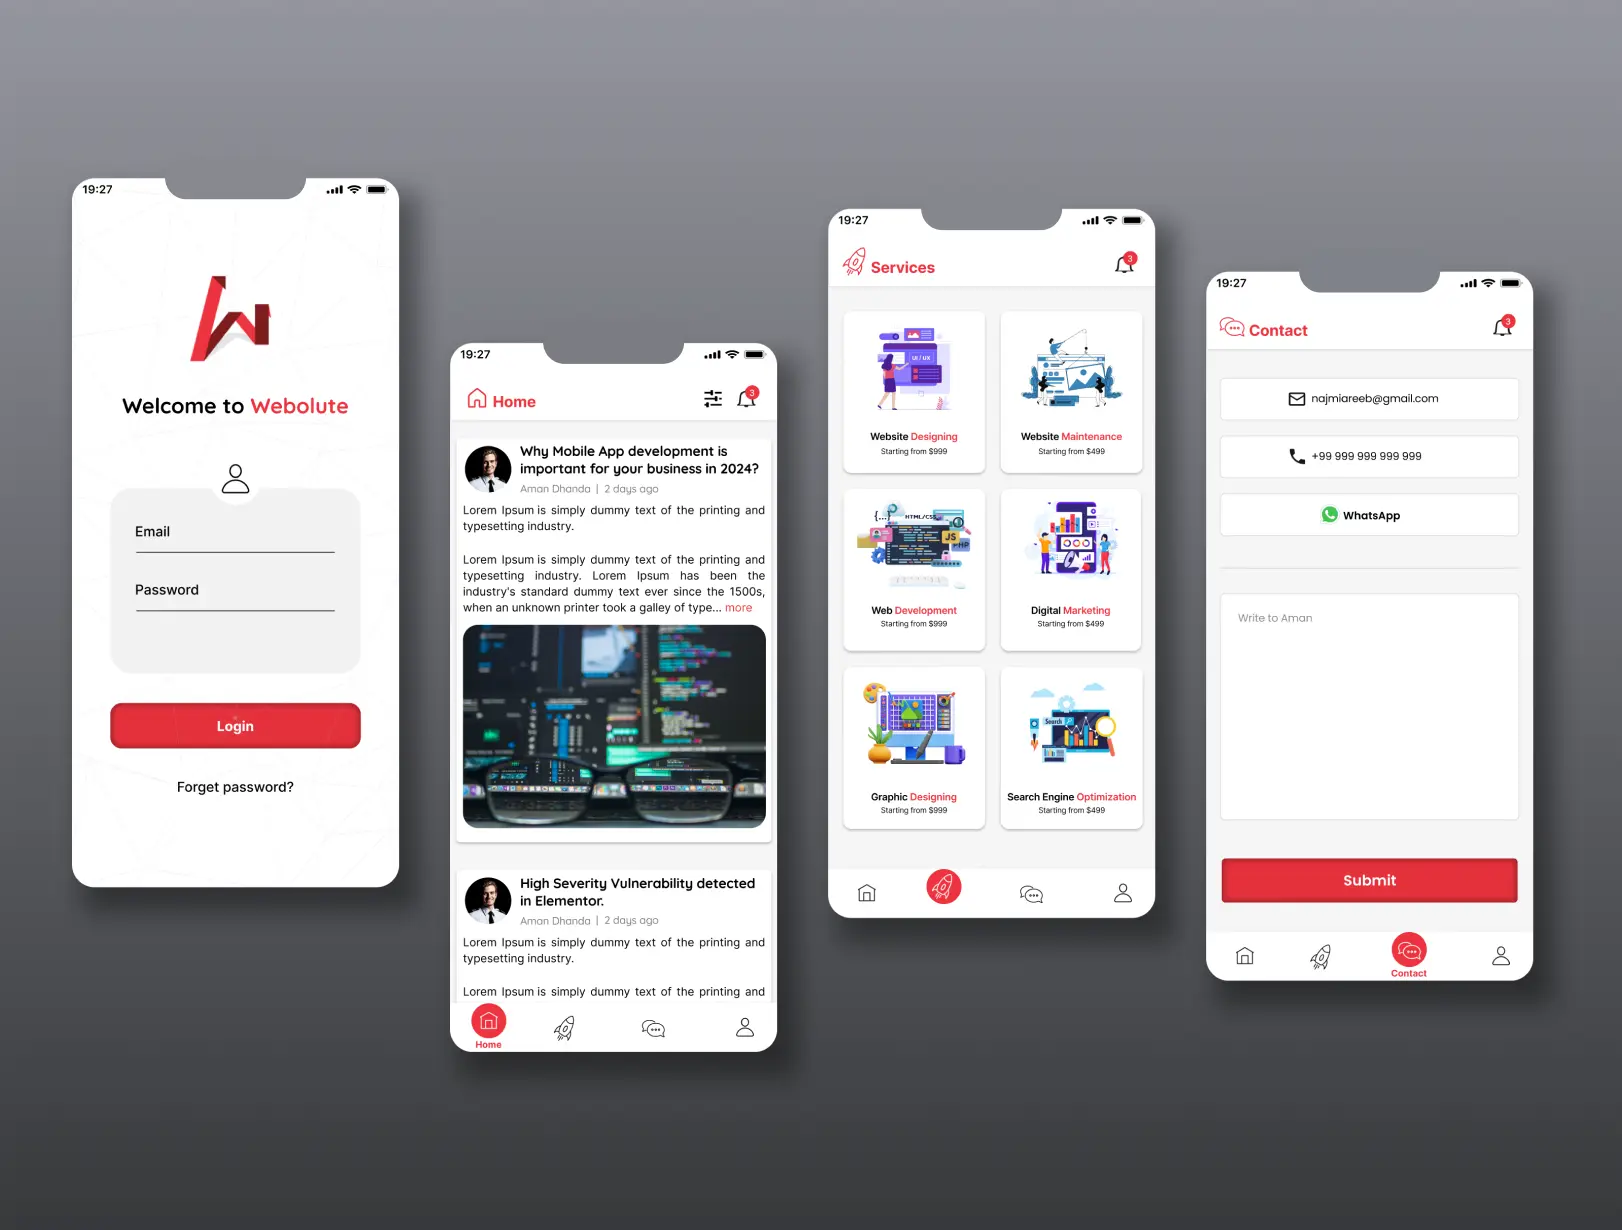 19:27
Welcome to Webolute
Email
Password
Login
Forget password?
19:27
Home
3
Why Mobile App development is
important for your business in 2024?
Aman Dhanda | 2 days ago
Lorem Ipsum is simply dummy text of the printing and
typesetting industry.
Lorem Ipsum is simply dummy text of the printing and
typesetting industry. Lorem Ipsum has been the
industry's standard dummy text ever since the 1500s,
when an unknown printer took a galley of type... more
High Severity Vulnerability detected
in Elementor.
Aman Dhanda | 2 days ago
Lorem Ipsum is simply dummy text of the printing and
typesetting industry.
Lorem Ipsum is simply dummy text of the printing and
Home
19:27
Services
3
UI / UX
Website Designing
Starting from $999
Website Maintenance
Starting from $499
{...}
HTML/CSS
JS
PHP
Web Development
Starting from $999
Digital Marketing
Starting from $499
Graphic Designing
Starting from $999
Search
Search Engine Optimization
Starting from $499
19:27
Contact
3
najmiareeb@gmail.com
+99 999 999 999 999
WhatsApp
Write to Aman
Submit
Contact